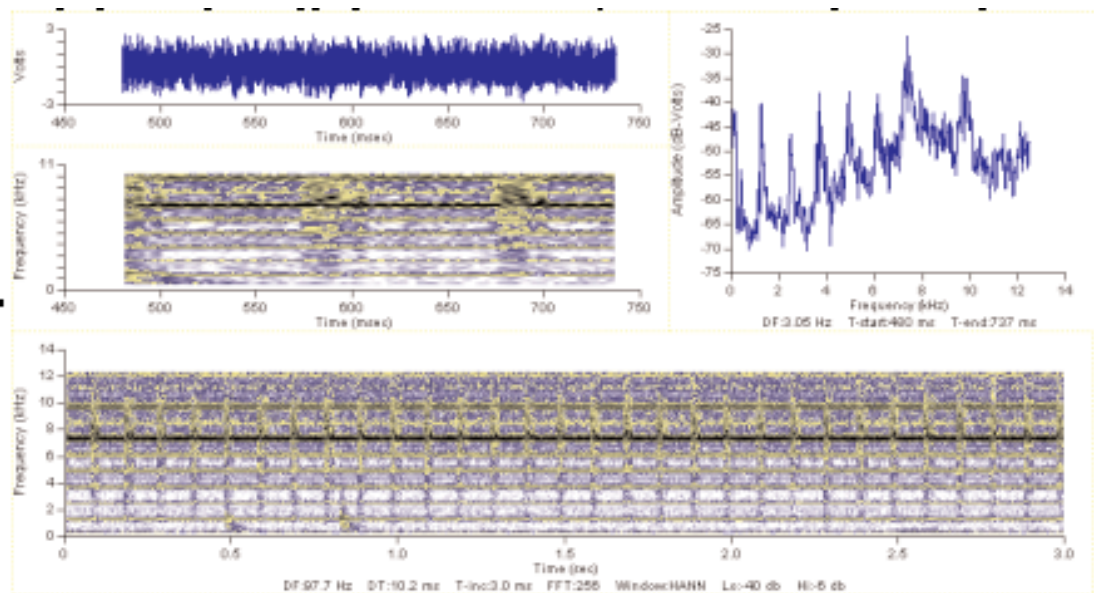 3
Volts
-3
450 500 550 600 650 700 750
Time (msecs)
11
Frequency (kHz)
0
450 500 550 600 650 700 750
Time (msecs)
-25
-30
-35
-40
-45
-50
-55
-60
-65
-70
-75
Amplitude (dB-Volts)
0 2 4 6 8 10 12 14
Frequency (kHz)
DF:3.05 Hz T-start:480 ms T-end:737 ms
14
12
10
8
6
4
2
0
Frequency (kHz)
0 0.5 1.0 1.5 2.0 2.5 3.0
Time (sec)
DF:97.7 Hz DT:10.2 ms T-inc:3.0 ms FFT:256 Window:HANN Lo:-40 db Hi:-6 db